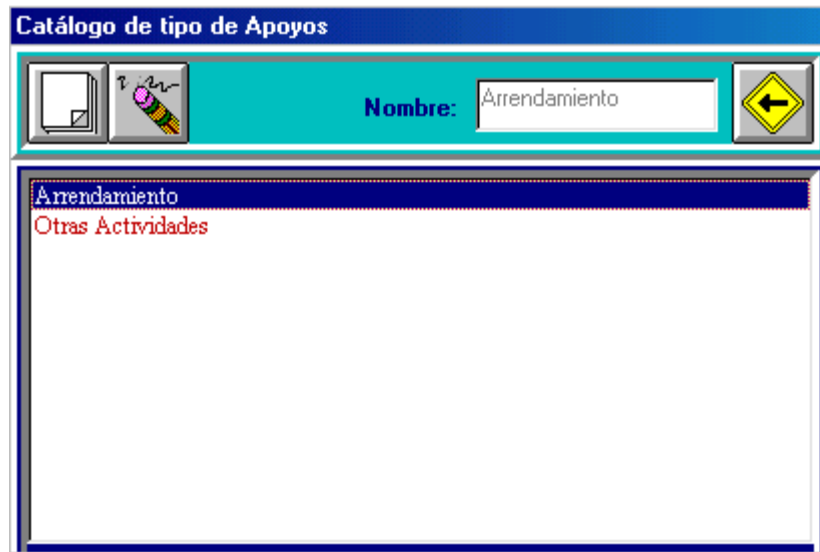 Catálogo de tipo de Apoyos
Nombre: Arrendamiento
Arrendamiento
Otras Actividades